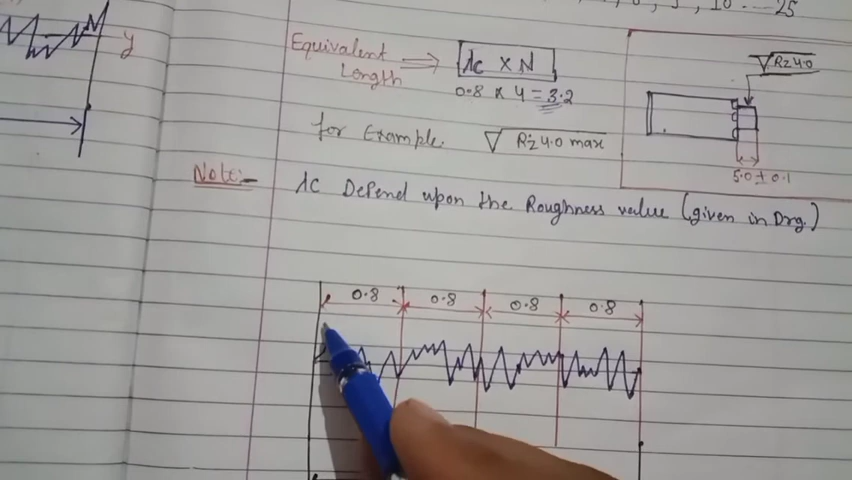 10 --- 25
y
Equivalent Length ⇒ λc × N
0.8 × 4 = 3.2
for Example. √Rz 4.0 max
√Rz 4.0
5.0 ± 0.1
Note:- λc Depend upon the Roughness value (given in Drg.)
0.8 0.8 0.8 0.8